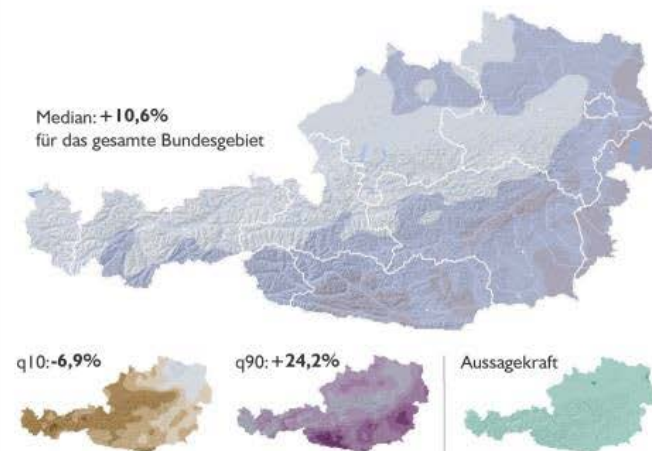 Median: +10,6%
für das gesamte Bundesgebiet
q10:-6,9%
q90: +24,2%
Aussagekraft